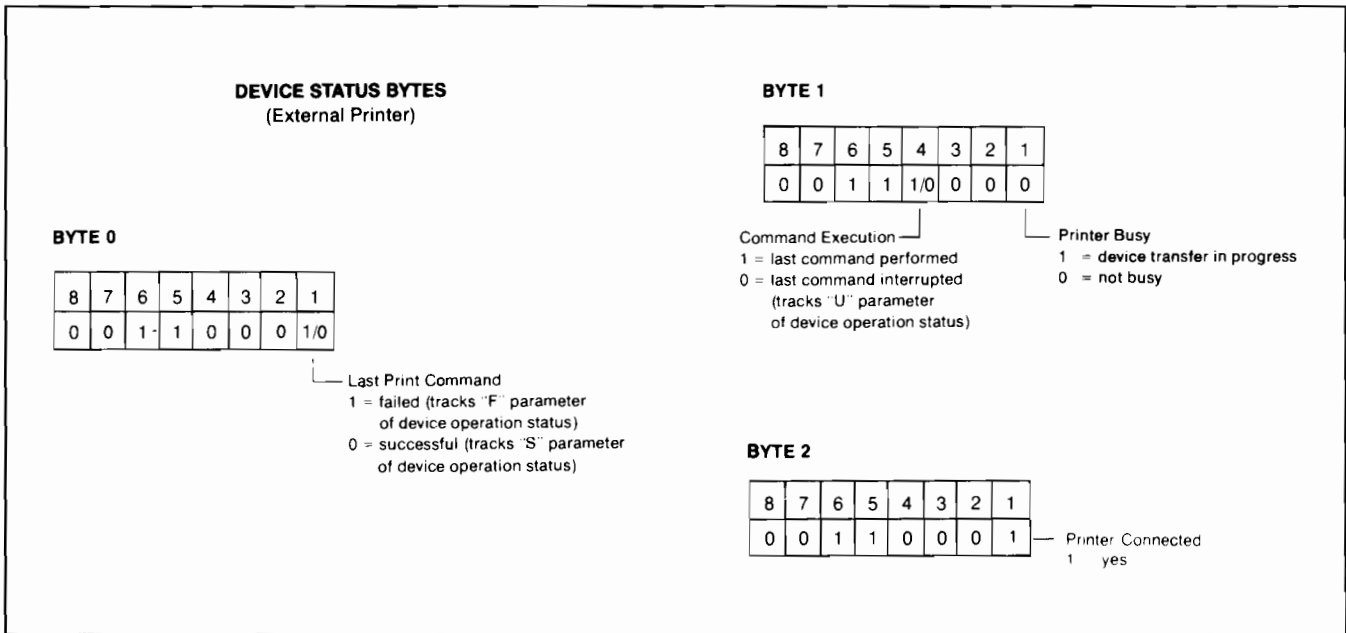 DEVICE STATUS BYTES
(External Printer)
BYTE 0
8 7 6 5 4 3 2 1
0 0 1 1 0 0 0 1/0
Last Print Command
1 = failed (tracks "F" parameter
of device operation status)
0 = successful (tracks "S" parameter
of device operation status)
BYTE 1
8 7 6 5 4 3 2 1
0 0 1 1 1/0 0 0 0
Command Execution
1 = last command performed
0 = last command interrupted
(tracks "U" parameter
of device operation status)
Printer Busy
1 = device transfer in progress
0 = not busy
BYTE 2
8 7 6 5 4 3 2 1
0 0 1 1 0 0 0 1
Printer Connected
1 yes